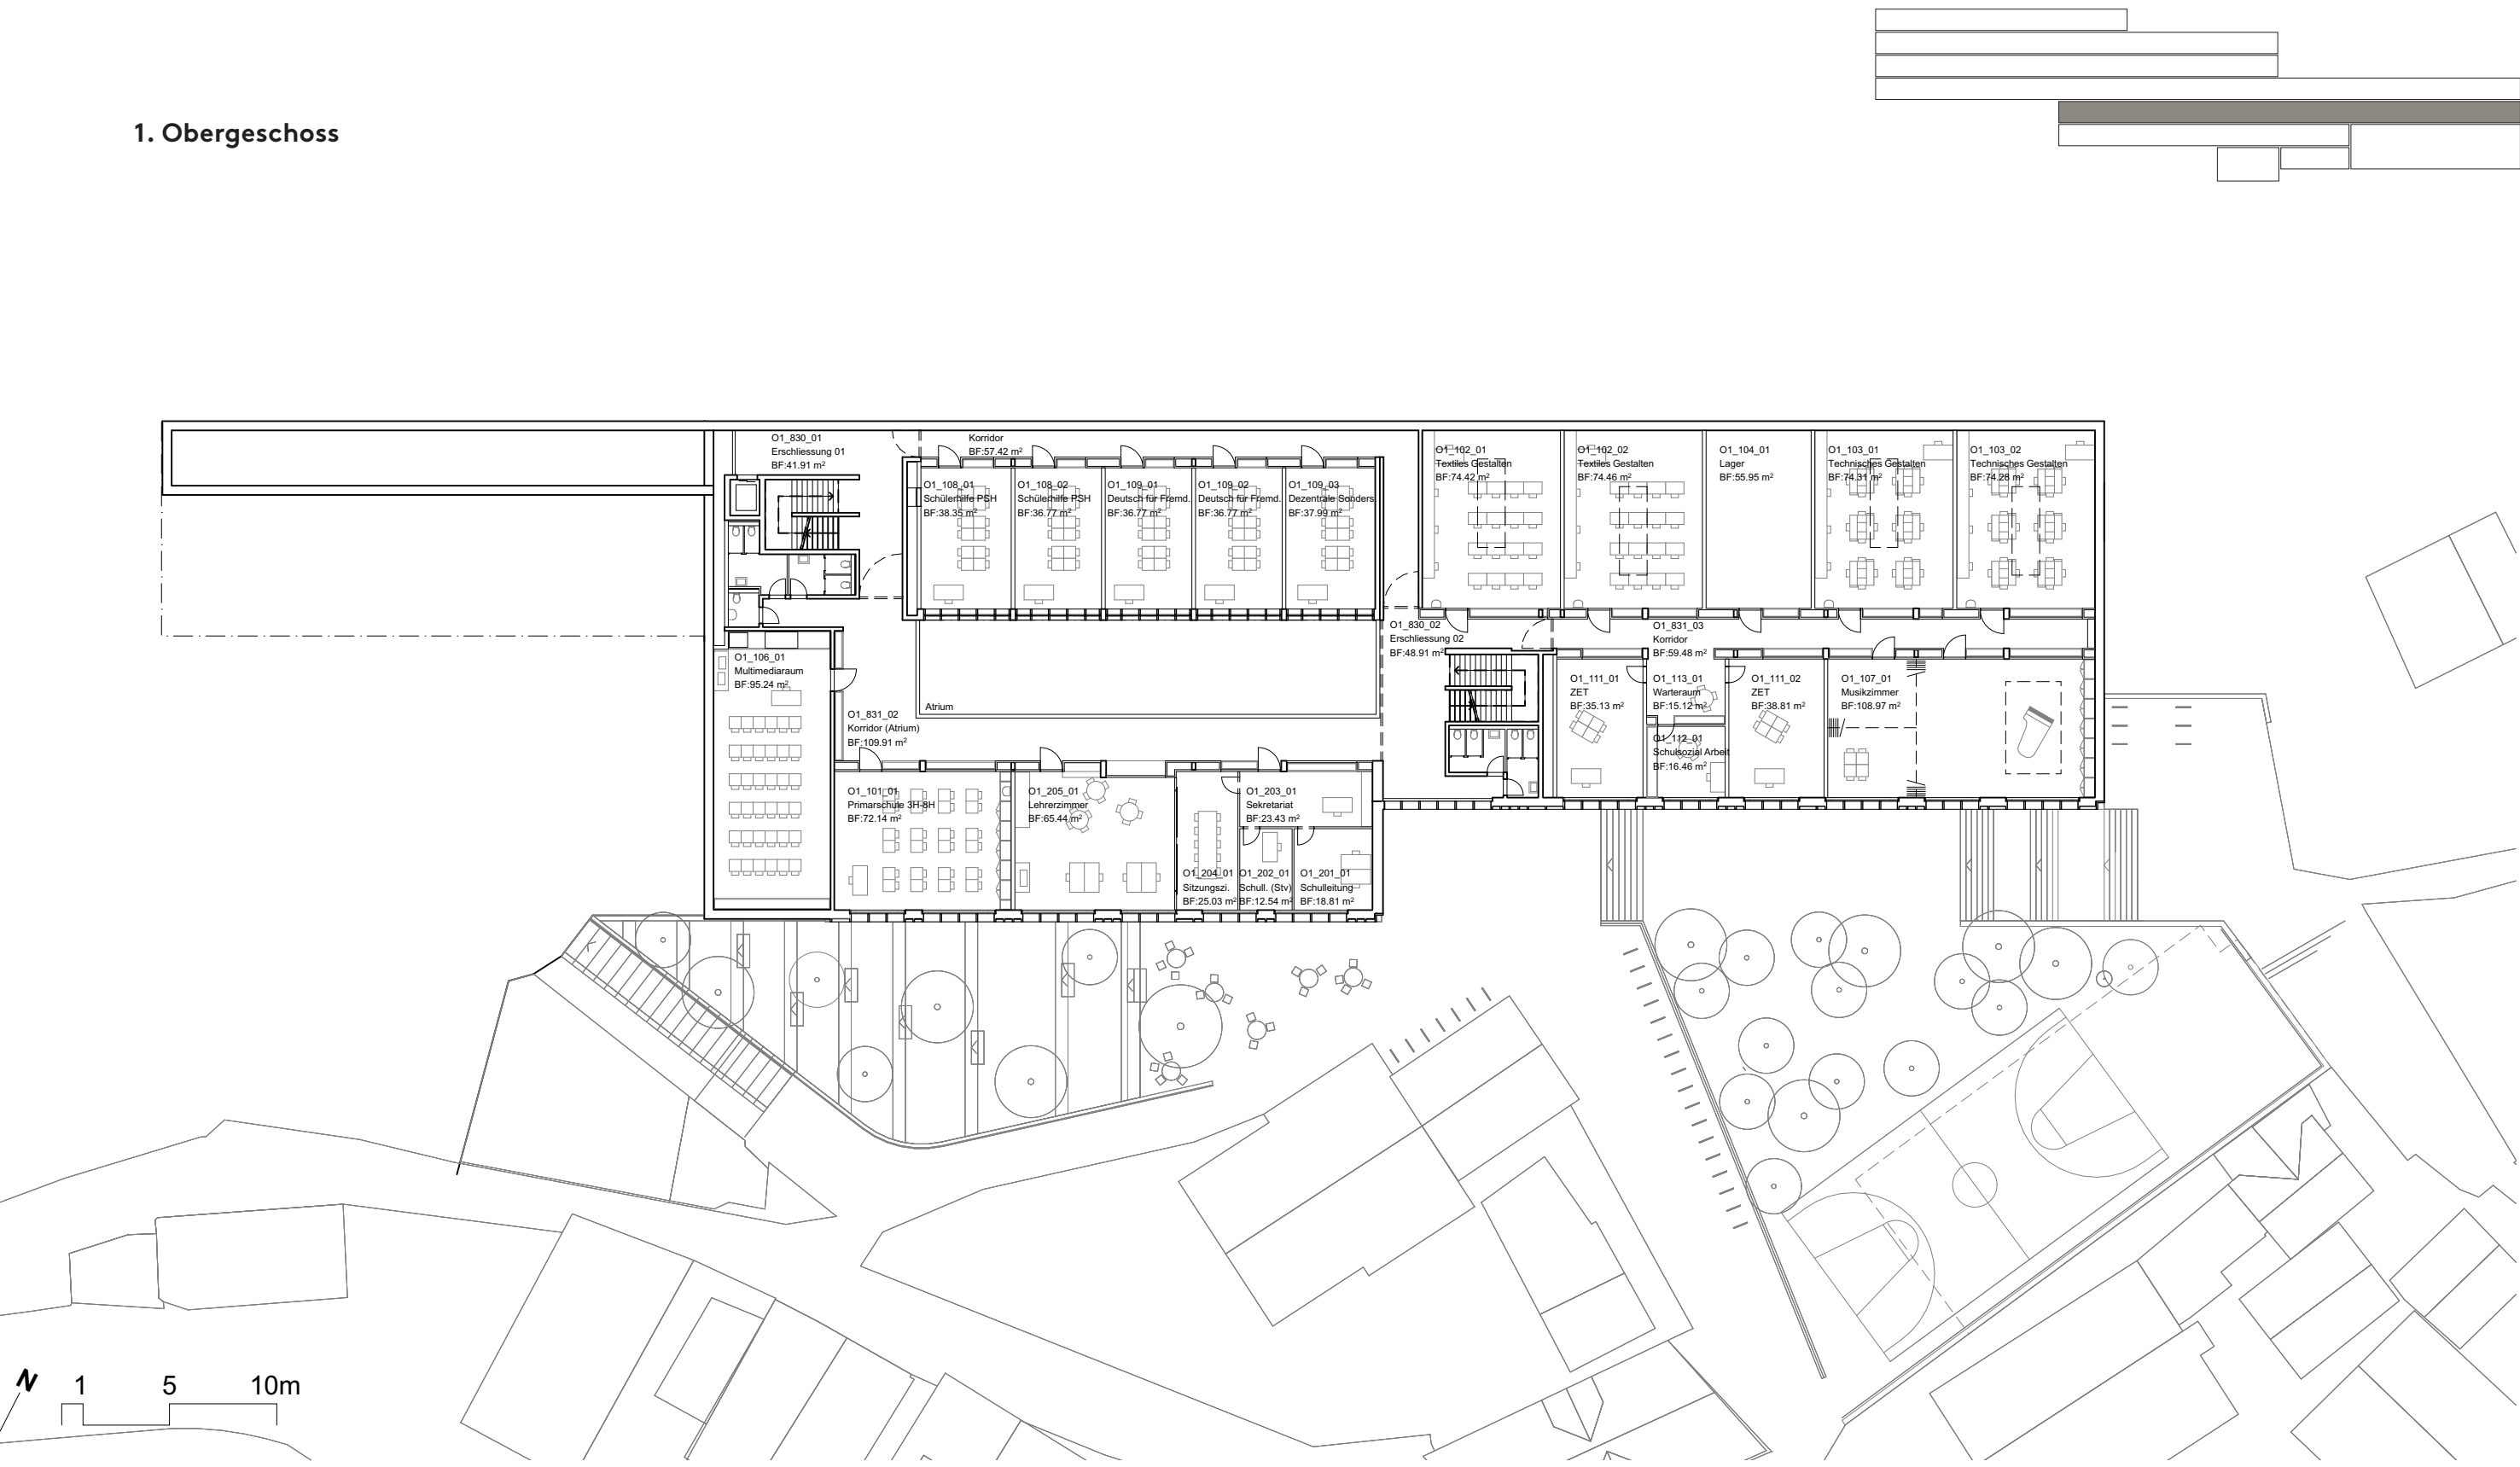 1. Obergeschoss
O1_830_01
Erschliessung 01
BF:41.91 m²
Korridor
BF:57.42 m²
O1_108_01
Schülerhilfe PSH
BF:38.35 m²
O1_108_02
Schülerhilfe PSH
BF:36.77 m²
O1_109_01
Deutsch für Fremd.
BF:36.77 m²
O1_109_02
Deutsch für Fremd.
BF:36.77 m²
O1_109_03
Dezentrale Sonders
BF:37.99 m²
O1_102_01
Textiles Gestalten
BF:74.42 m²
O1_102_02
Textiles Gestalten
BF:74.46 m²
O1_104_01
Lager
BF:55.95 m²
O1_103_01
Technisches Gestalten
BF:74.31 m²
O1_103_02
Technisches Gestalten
BF:74.28 m²
O1_830_02
Erschliessung 02
BF:48.91 m²
O1_831_03
Korridor
BF:59.48 m²
O1_106_01
Multimediaraum
BF:95.24 m²
Atrium
O1_831_02
Korridor (Atrium)
BF:109.91 m²
O1_111_01
ZET
BF:35.13 m²
O1_113_01
Warteraum
BF:15.12 m²
O1_111_02
ZET
BF:38.81 m²
O1_107_01
Musikzimmer
BF:108.97 m²
O1_112_01
Schulsozial Arbeit
BF:16.46 m²
O1_101_01
Primarschule 3H-8H
BF:72.14 m²
O1_205_01
Lehrerzimmer
BF:65.44 m²
O1_203_01
Sekretariat
BF:23.43 m²
O1_204_01
Sitzungszi.
BF:25.03 m²
O1_202_01
Schull. (Stv)
BF:12.54 m²
O1_201_01
Schulleitung
BF:18.81 m²
N 1 5 10m